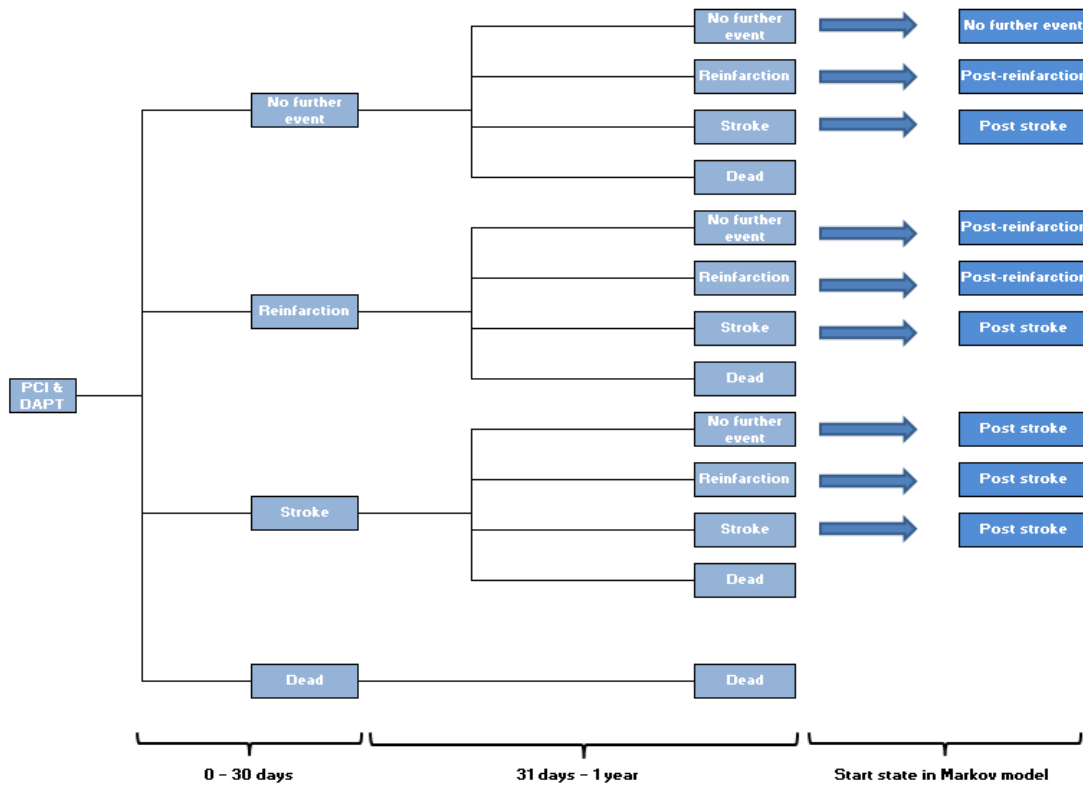 No further
event
No further event
Reinfarction
Post-reinfarction
No further
event
Stroke
Post stroke
Dead
No further
event
Post-reinfarction
Reinfarction
Post-reinfarction
Reinfarction
Stroke
Post stroke
Dead
PCI &
DAPT
No further
event
Post stroke
Reinfarction
Post stroke
Stroke
Stroke
Post stroke
Dead
Dead
Dead
0 – 30 days
31 days – 1 year
Start state in Markov model